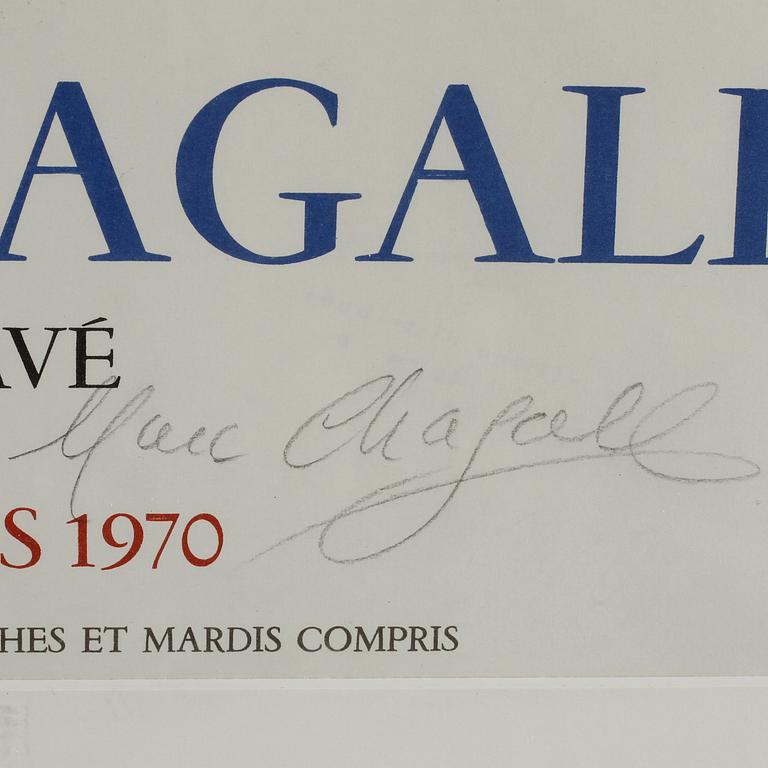 AGALL
AVÉ
Marc Chagall
S 1970
HES ET MARDIS COMPRIS